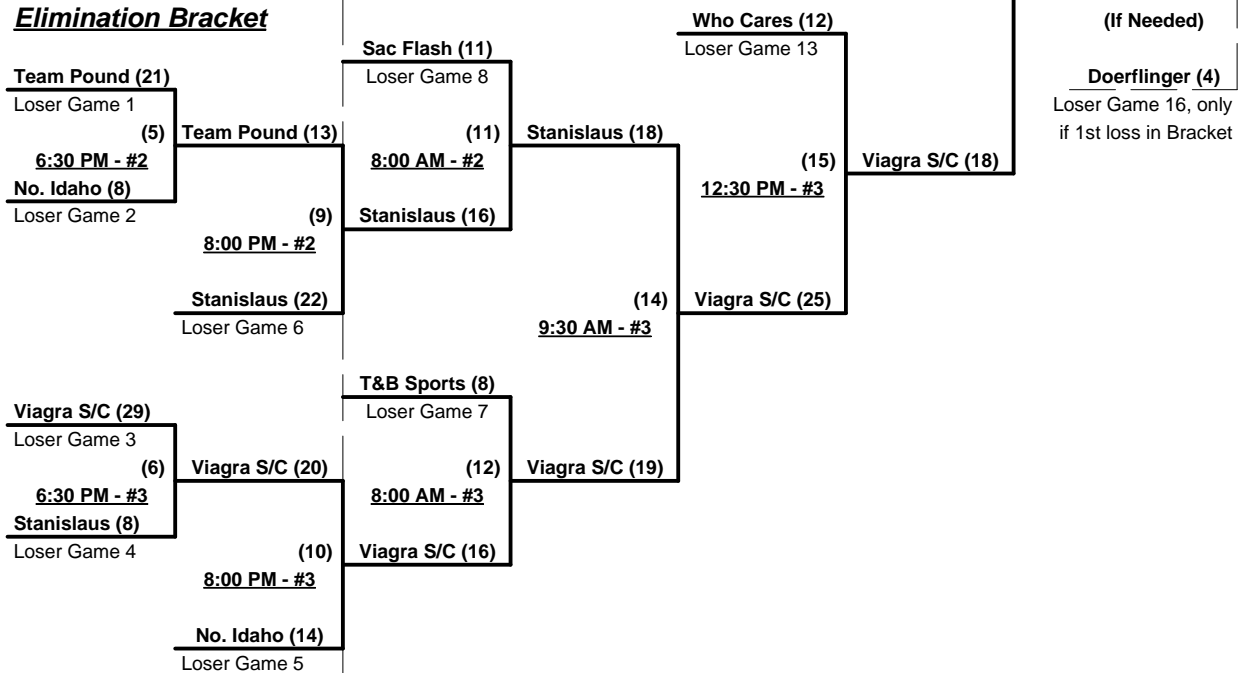 Elimination Bracket
Who Cares (12)
Loser Game 13
(If Needed)
Sac Flash (11)
Loser Game 8
Team Pound (21)
Loser Game 1
Doerflinger (4)
Loser Game 16, only
if 1st loss in Bracket
(5)
6:30 PM - #2
Team Pound (13)
(11)
8:00 AM - #2
Stanislaus (18)
No. Idaho (8)
Loser Game 2
(15)
12:30 PM - #3
Viagra S/C (18)
(9)
8:00 PM - #2
Stanislaus (16)
Stanislaus (22)
Loser Game 6
(14)
9:30 AM - #3
Viagra S/C (25)
T&B Sports (8)
Loser Game 7
Viagra S/C (29)
Loser Game 3
(6)
6:30 PM - #3
Viagra S/C (20)
(12)
8:00 AM - #3
Viagra S/C (19)
Stanislaus (8)
Loser Game 4
(10)
8:00 PM - #3
Viagra S/C (16)
No. Idaho (14)
Loser Game 5